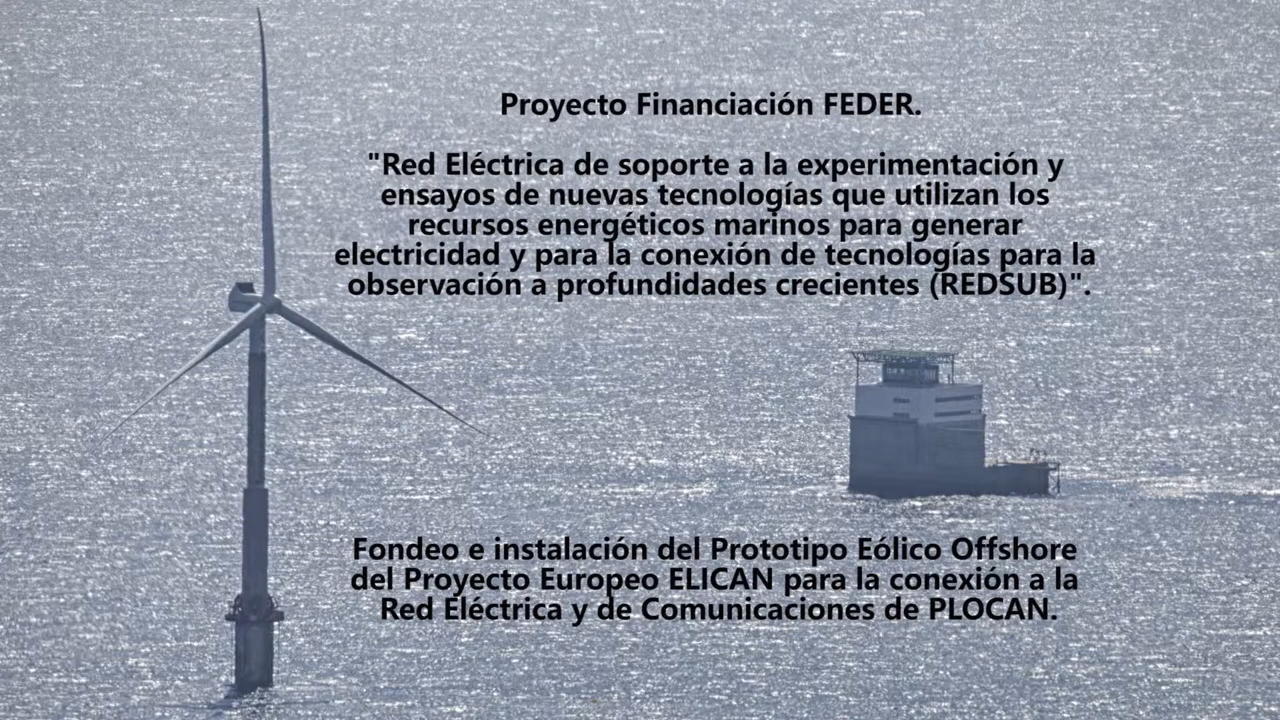 Proyecto Financiación FEDER.
"Red Eléctrica de soporte a la experimentación y
ensayos de nuevas tecnologías que utilizan los
recursos energéticos marinos para generar
electricidad y para la conexión de tecnologías para la
observación a profundidades crecientes (REDSUB)".
Fondeo e instalación del Prototipo Eólico Offshore
del Proyecto Europeo ELICAN para la conexión a la
Red Eléctrica y de Comunicaciones de PLOCAN.